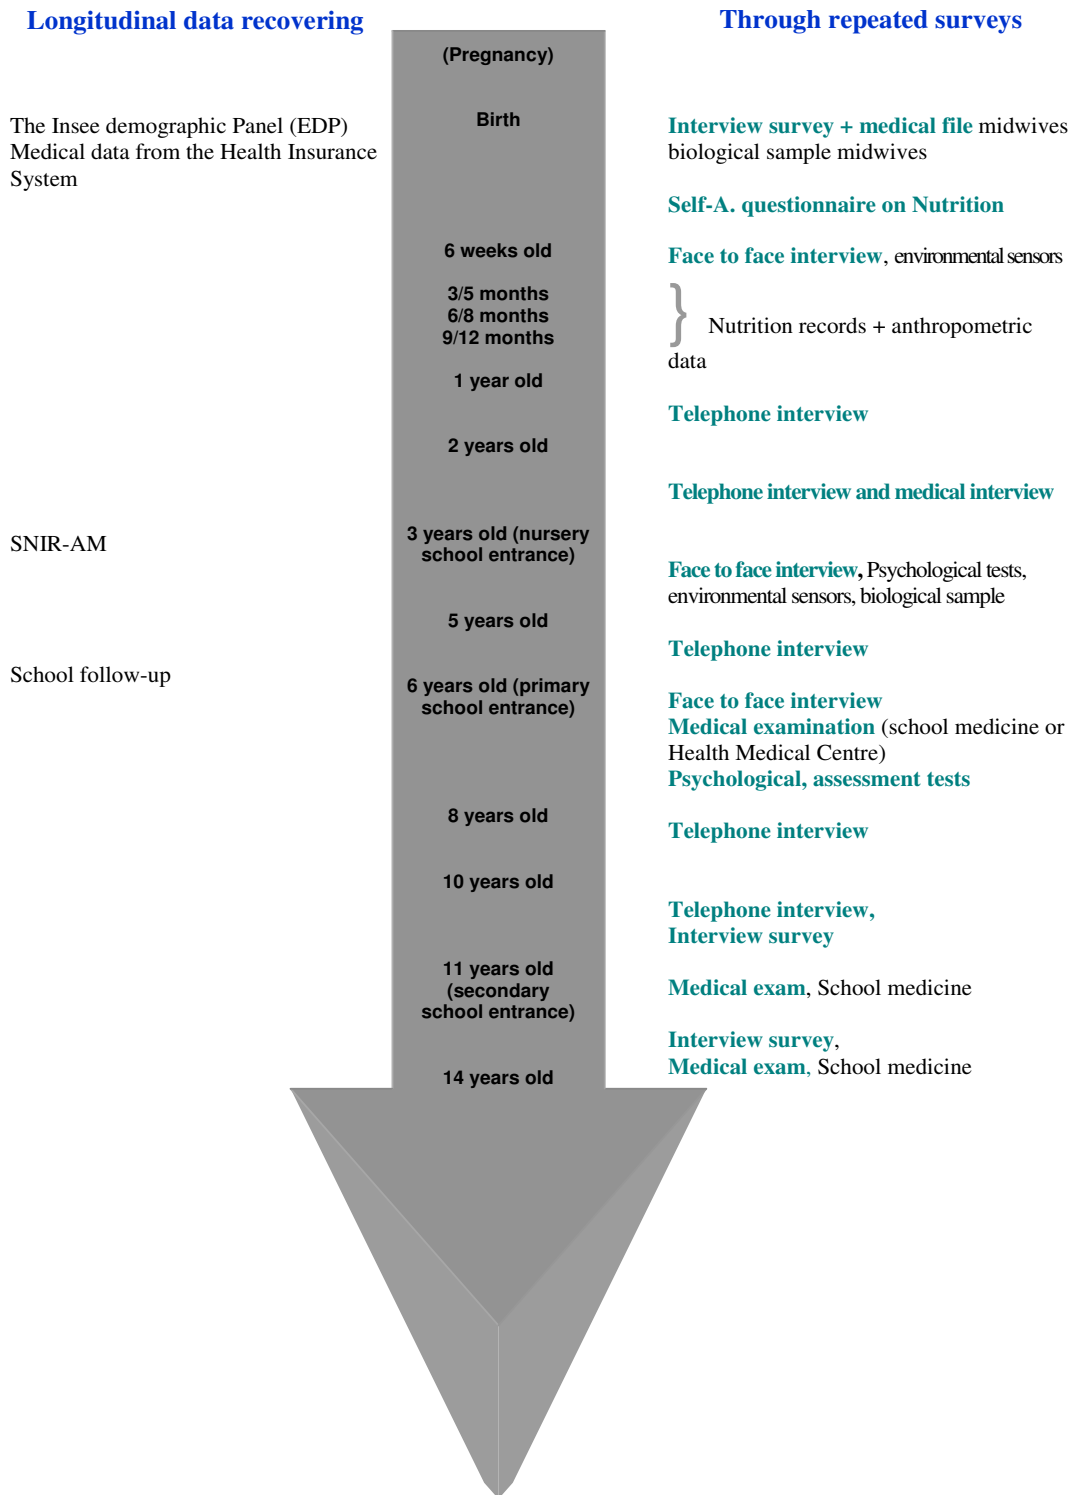 Longitudinal data recovering
Through repeated surveys
(Pregnancy)
The Insee demographic Panel (EDP)
Medical data from the Health Insurance
System
Birth
Interview survey + medical file midwives
biological sample midwives
Self-A. questionnaire on Nutrition
6 weeks old
Face to face interview, environmental sensors
3/5 months
6/8 months
9/12 months
} Nutrition records + anthropometric
data
1 year old
Telephone interview
2 years old
Telephone interview and medical interview
SNIR-AM
3 years old (nursery
school entrance)
Face to face interview, Psychological tests,
environmental sensors, biological sample
5 years old
Telephone interview
School follow-up
6 years old (primary
school entrance)
Face to face interview
Medical examination (school medicine or
Health Medical Centre)
Psychological, assessment tests
8 years old
Telephone interview
10 years old
Telephone interview,
Interview survey
11 years old
(secondary
school entrance)
Medical exam, School medicine
Interview survey,
Medical exam, School medicine
14 years old